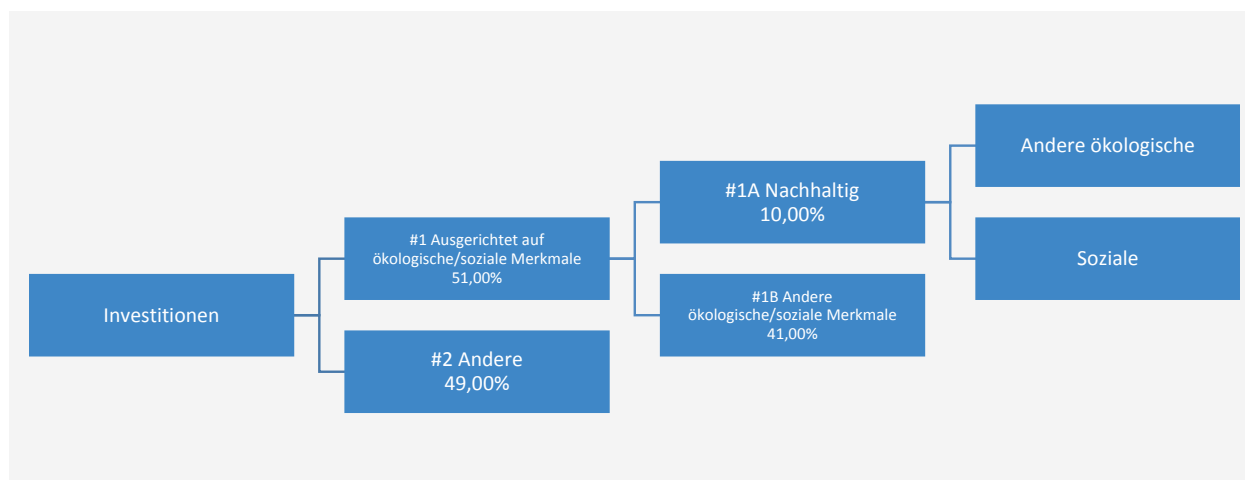 Investitionen
#1 Ausgerichtet auf
ökologische/soziale Merkmale
51,00%
#2 Andere
49,00%
#1A Nachhaltig
10,00%
#1B Andere
ökologische/soziale Merkmale
41,00%
Andere ökologische
Soziale